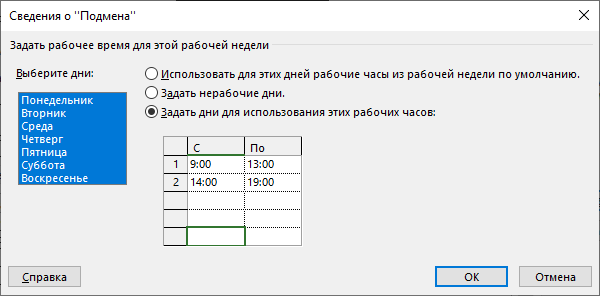 Сведения о "Подмена"
Задать рабочее время для этой рабочей недели
Выберите дни:
Понедельник
Вторник
Среда
Четверг
Пятница
Суббота
Воскресенье
Использовать для этих дней рабочие часы из рабочей недели по умолчанию.
Задать нерабочие дни.
Задать дни для использования этих рабочих часов:
С По
1 9:00 13:00
2 14:00 19:00
Справка
ОК
Отмена